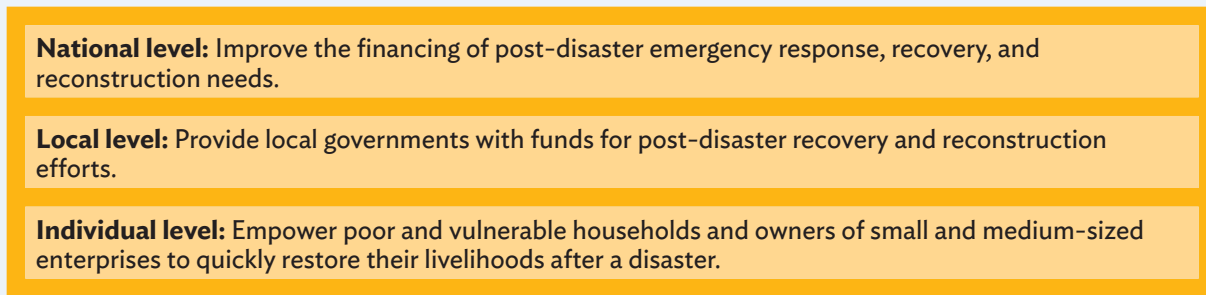 National level: Improve the financing of post-disaster emergency response, recovery, and
reconstruction needs.
Local level: Provide local governments with funds for post-disaster recovery and reconstruction
efforts.
Individual level: Empower poor and vulnerable households and owners of small and medium-sized
enterprises to quickly restore their livelihoods after a disaster.